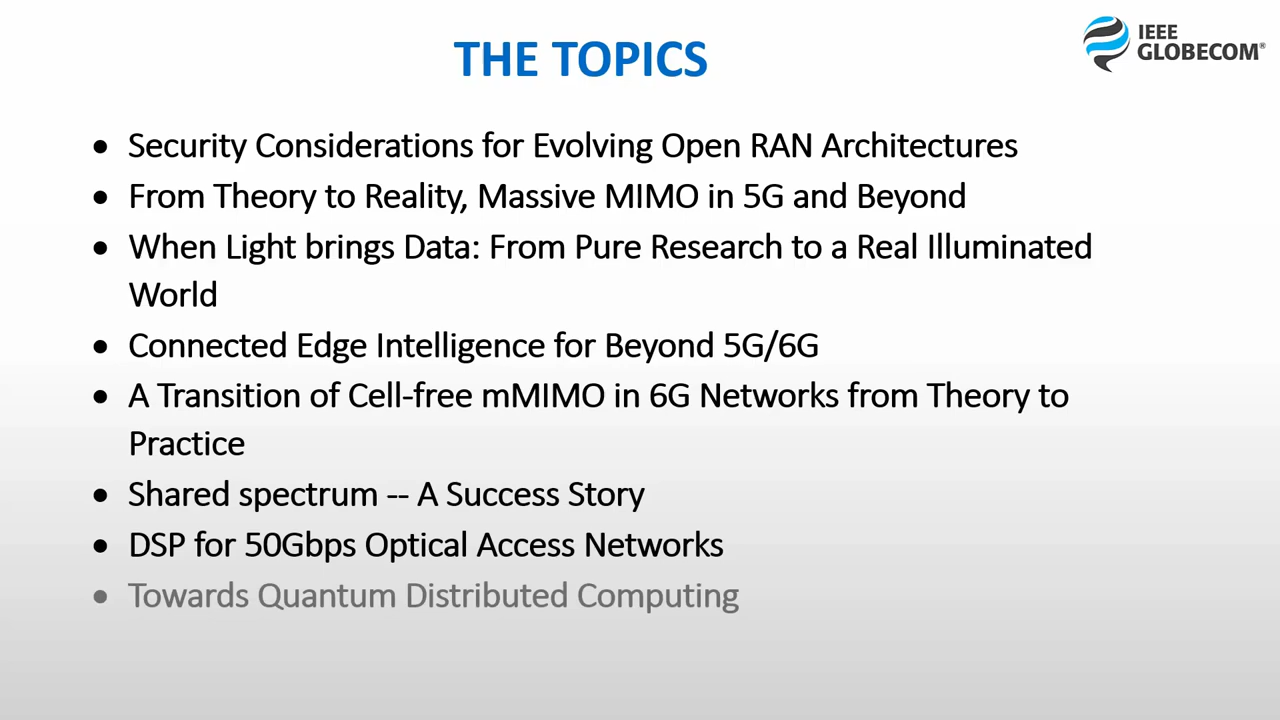 THE TOPICS
IEEE
GLOBECOM®
• Security Considerations for Evolving Open RAN Architectures
• From Theory to Reality, Massive MIMO in 5G and Beyond
• When Light brings Data: From Pure Research to a Real Illuminated
World
• Connected Edge Intelligence for Beyond 5G/6G
• A Transition of Cell-free mMIMO in 6G Networks from Theory to
Practice
• Shared spectrum -- A Success Story
• DSP for 50Gbps Optical Access Networks
• Towards Quantum Distributed Computing